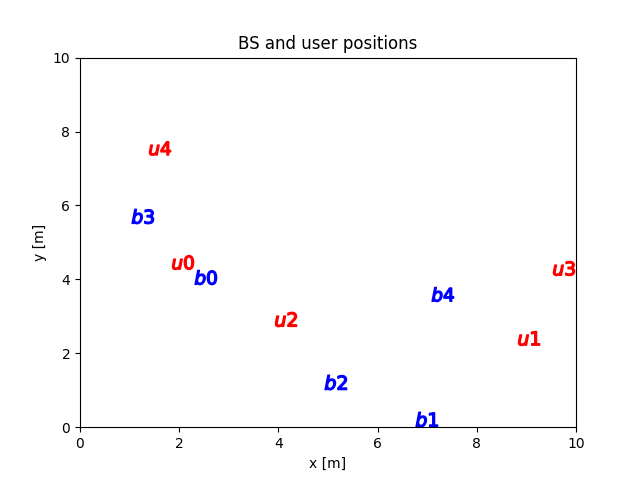 BS and user positions
10
8
u4
6
b3
u0
b0
u3
4
b4
u2
u1
2
b2
b1
0
0 2 4 6 8 10
y [m]
x [m]